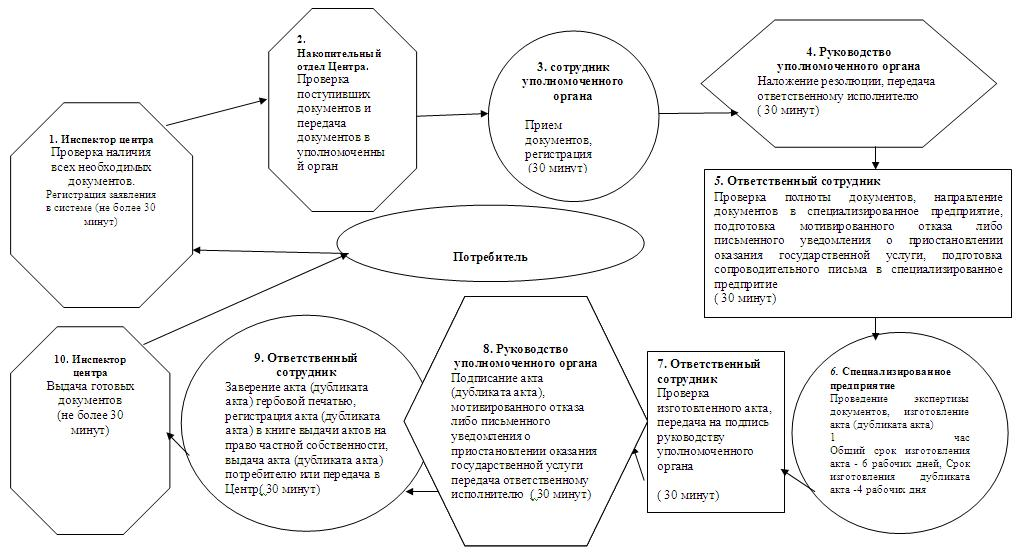 1. Инспектор центра
Проверка наличия
всех необходимых
документов.
Регистрация заявления
в системе (не более 30
минут)
2.
Накопительный
отдел Центра.
Проверка
поступивших
документов и
передача
документов в
уполномоченны
й орган
3. сотрудник
уполномоченного
органа
Прием
документов,
регистрация
(30 минут)
4. Руководство
уполномоченного органа
Наложение резолюции, передача
ответственному исполнителю
( 30 минут)
5. Ответственный сотрудник
Проверка полноты документов, направление
документов в специализированное предприятие,
подготовка мотивированного отказа либо
письменного уведомления о приостановлении
оказания государственной услуги, подготовка
сопроводительного письма в специализированное
предпритие
( 30 минут)
Потребитель
6. Специализированное
предприятие
Проведение экспертизы
документов, изготовление
акта (дубликата акта)
1 час
Общий срок изготовления
акта - 6 рабочих дней, Срок
изготовления дубликата
акта -4 рабочих дня
7. Ответственный
сотрудник
Проверка
изготовленного акта,
передача на подпись
руководству
уполномоченного
органа
( 30 минут)
8. Руководство
уполномоченного органа
Подписание акта
(дубликата акта),
мотивированного отказа
либо письменного
уведомления о
приостановлении оказания
государственной услуги
передача ответственному
исполнителю (30 минут)
9. Ответственный
сотрудник
Заверение акта (дубликата
акта) гербовой печатью,
регистрация акта (дубликата
акта) в книге выдачи актов на
право частной собственности,
выдача акта (дубликата акта)
потребителю или передача в
Центр( 30 минут)
10. Инспектор
центра
Выдача готовых
документов
(не более 30
минут)